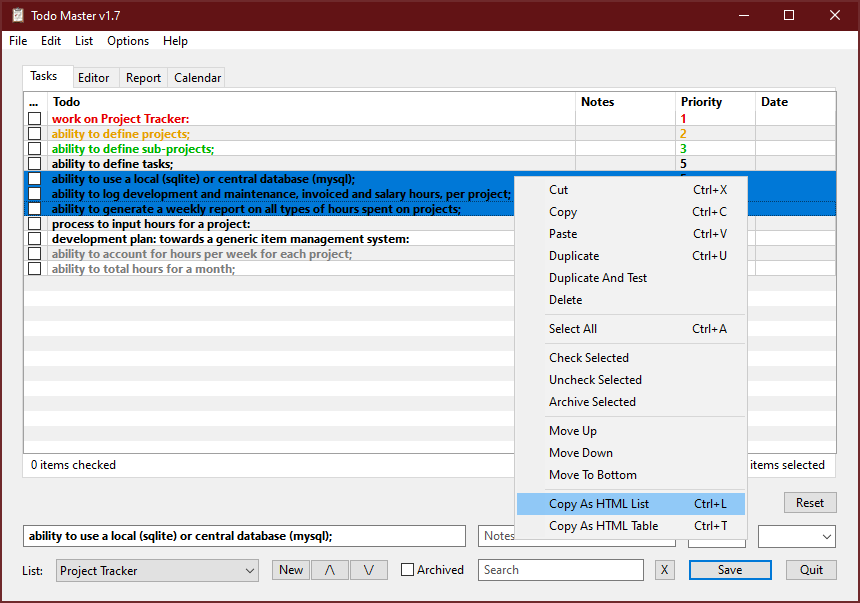 Todo Master v1.7
File Edit List Options Help
Tasks Editor Report Calendar
... Todo Notes Priority Date
work on Project Tracker: 1
ability to define projects; 2
ability to define sub-projects; 3
ability to define tasks; 5
ability to use a local (sqlite) or central database (mysql);
ability to log development and maintenance, invoiced and salary hours, per project;
ability to generate a weekly report on all types of hours spent on projects;
process to input hours for a project:
development plan: towards a generic item management system:
ability to account for hours per week for each project;
ability to total hours for a month;
Cut Ctrl+X
Copy Ctrl+C
Paste Ctrl+V
Duplicate Ctrl+U
Duplicate And Test
Delete
Select All Ctrl+A
Check Selected
Uncheck Selected
Archive Selected
Move Up
Move Down
Move To Bottom
Copy As HTML List Ctrl+L
Copy As HTML Table Ctrl+T
0 items checked items selected
Reset
ability to use a local (sqlite) or central database (mysql); Notes
List: Project Tracker New /\ \/ Archived Search X Save Quit